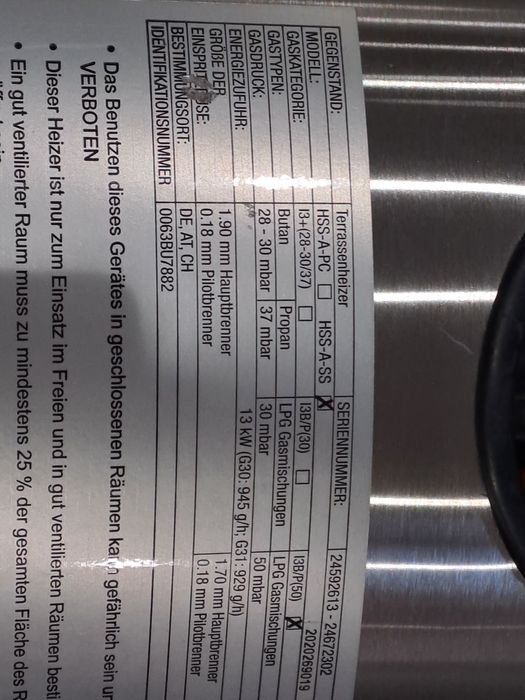 GEGENSTAND: Terrassenheizer SERIENNUMMER: 24592613 - 24672302
MODELL: HSS-A-PC ☐ HSS-A-SS ☒ 2020269019
GASKATEGORIE: I3+(28-30/37) ☐ I3B/P(30) ☐ I3B/P(50) ☒
GASTYPEN: Butan Propan LPG Gasmischungen LPG Gasmischungen
GASDRUCK: 28 - 30 mbar 37 mbar 30 mbar 50 mbar
ENERGIEZUFUHR: 13 kW (G30: 945 g/h; G31: 929 g/h)
GRÖßE DER 1.90 mm Hauptbrenner 1.70 mm Hauptbrenner
0.18 mm Pilotbrenner 0.18 mm Pilotbrenner
BESTIMMUNGSORT: DE, AT, CH
IDENTIFIKATIONSNUMMER 0063BU7882
• Das Benutzen dieses Gerätes in geschlossenen Räumen kann gefährlich sein
VERBOTEN
• Dieser Heizer ist nur zum Einsatz im Freien und in gut ventilierten Räumen
• Ein gut ventilierter Raum muss zu mindestens 25 % der gesamten Fläche des